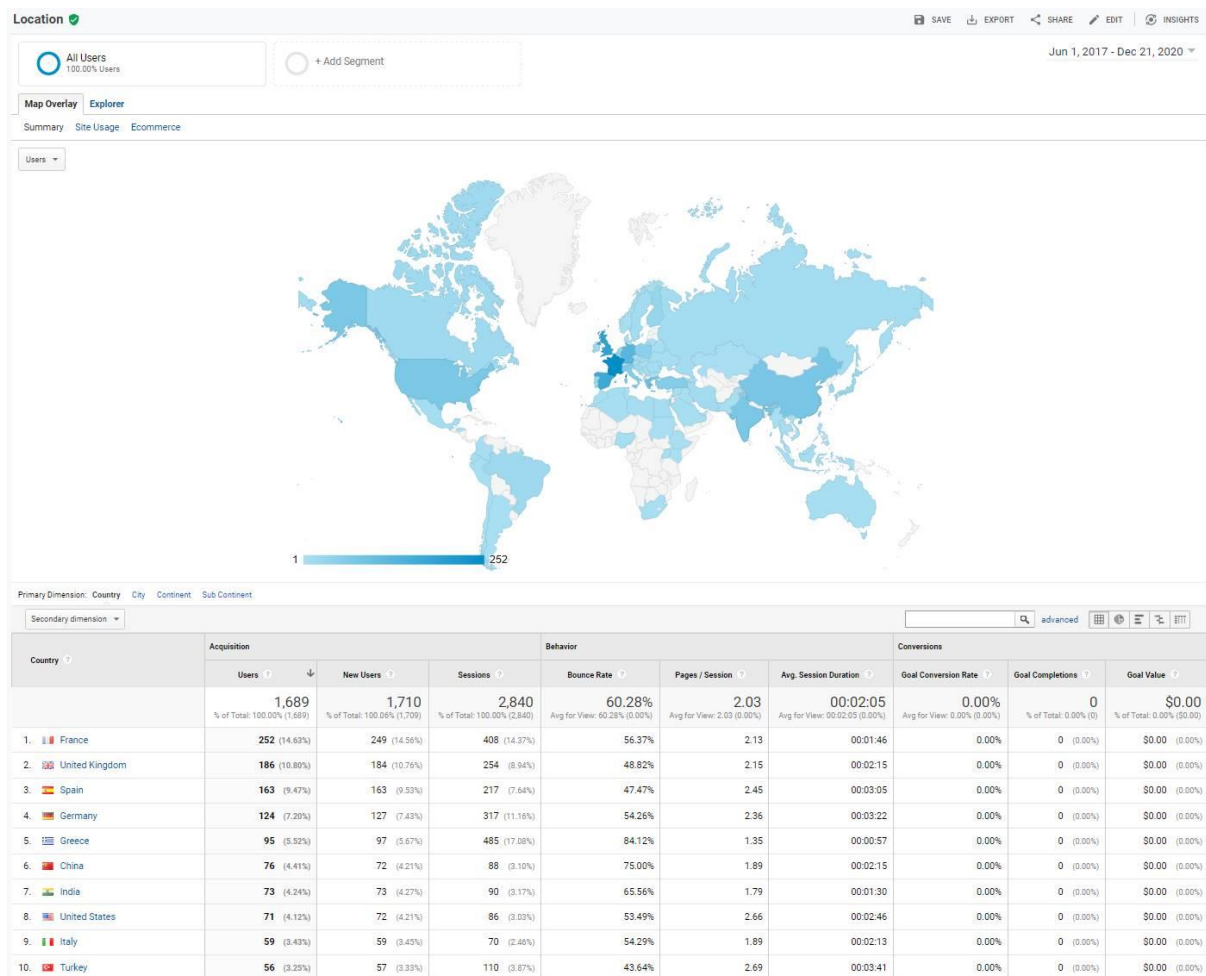 Location
SAVE EXPORT SHARE EDIT INSIGHTS
All Users
100.00% Users
+ Add Segment
Jun 1, 2017 - Dec 21, 2020
Map Overlay Explorer
Summary Site Usage Ecommerce
Users
1 252
Primary Dimension: Country City Continent Sub Continent
Secondary dimension
advanced
Country
Acquisition Behavior Conversions
Users New Users Sessions Bounce Rate Pages / Session Avg. Session Duration Goal Conversion Rate Goal Completions Goal Value
1,689 1,710 2,840 60.28% 2.03 00:02:05 0.00% 0 $0.00
% of Total: 100.00% (1,689) % of Total: 100.06% (1,709) % of Total: 100.00% (2,840) Avg for View: 60.28% (0.00%) Avg for View: 2.03 (0.00%) Avg for View: 00:02:05 (0.00%) Avg for View: 0.00% (0.00%) % of Total: 0.00% (0) % of Total: 0.00% ($0.00)
1. France 252 (14.63%) 249 (14.56%) 408 (14.37%) 56.37% 2.13 00:01:46 0.00% 0 (0.00%) $0.00 (0.00%)
2. United Kingdom 186 (10.80%) 184 (10.76%) 254 (8.94%) 48.82% 2.15 00:02:15 0.00% 0 (0.00%) $0.00 (0.00%)
3. Spain 163 (9.47%) 163 (9.53%) 217 (7.64%) 47.47% 2.45 00:03:05 0.00% 0 (0.00%) $0.00 (0.00%)
4. Germany 124 (7.20%) 127 (7.43%) 317 (11.16%) 54.26% 2.36 00:03:22 0.00% 0 (0.00%) $0.00 (0.00%)
5. Greece 95 (5.52%) 97 (5.67%) 485 (17.08%) 84.12% 1.35 00:00:57 0.00% 0 (0.00%) $0.00 (0.00%)
6. China 76 (4.41%) 72 (4.21%) 88 (3.10%) 75.00% 1.89 00:02:15 0.00% 0 (0.00%) $0.00 (0.00%)
7. India 73 (4.24%) 73 (4.27%) 90 (3.17%) 65.56% 1.79 00:01:30 0.00% 0 (0.00%) $0.00 (0.00%)
8. United States 71 (4.12%) 72 (4.21%) 86 (3.03%) 53.49% 2.66 00:02:46 0.00% 0 (0.00%) $0.00 (0.00%)
9. Italy 59 (3.43%) 59 (3.45%) 70 (2.46%) 54.29% 1.89 00:02:13 0.00% 0 (0.00%) $0.00 (0.00%)
10. Turkey 56 (3.25%) 57 (3.33%) 110 (3.87%) 43.64% 2.69 00:03:41 0.00% 0 (0.00%) $0.00 (0.00%)